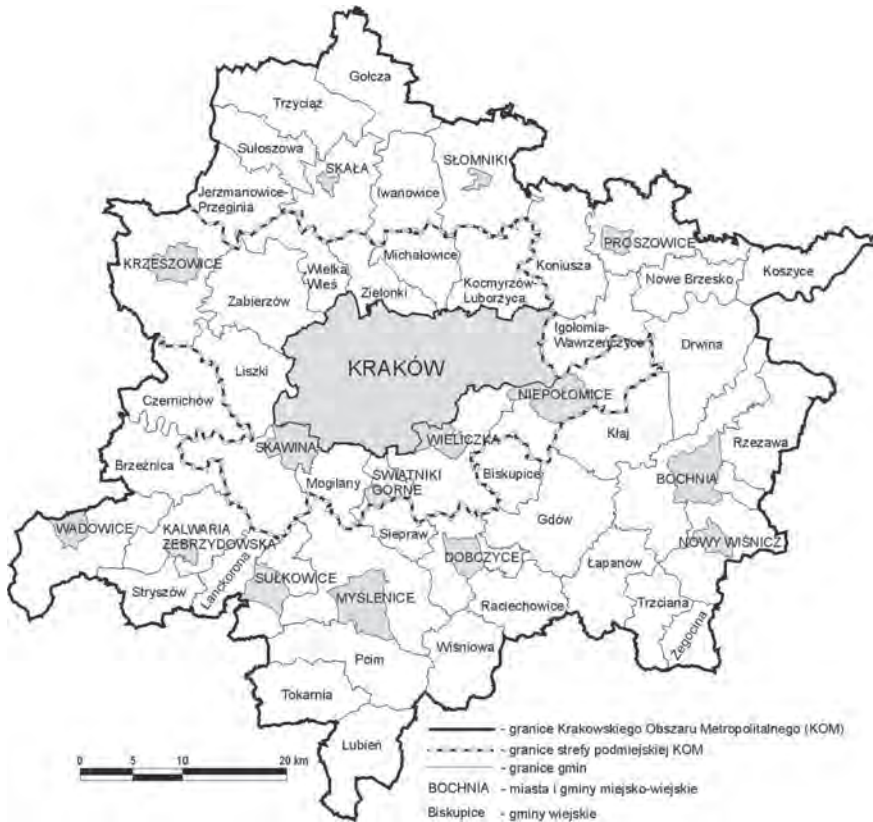 Gołcza
Trzyciąż
Sułoszowa
SKAŁA
SŁOMNIKI
Jerzmanowice-
Przeginia
Iwanowice
KRZESZOWICE
Wielka
Wieś
Michałowice
Koniusza
PROSZOWICE
Zabierzów
Zielonki
Kocmyrzów-
Luborzyca
Nowe Brzesko
Koszyce
Igołomia-
Wawrzeńczyce
Drwina
Liszki
KRAKÓW
Czernichów
NIEPOŁOMICE
Kłaj
Rzezawa
SKAWINA
WIELICZKA
Brzeźnica
Mogilany
ŚWIĄTNIKI
GÓRNE
Biskupice
BOCHNIA
Gdów
WADOWICE
KALWARIA
ZEBRZYDOWSKA
Siepraw
DOBCZYCE
NOWY WIŚNICZ
Lanckorona
Stryszów
SUŁKOWICE
MYŚLENICE
Łapanów
Raciechowice
Trzciana
Żegocina
Wiśniowa
Pcim
Tokarnia
Lubień
0 5 10 20 km
- granice Krakowskiego Obszaru Metropolitalnego (KOM)
- granice strefy podmiejskiej KOM
- granice gmin
BOCHNIA - miasta i gminy miejsko-wiejskie
Biskupice - gminy wiejskie